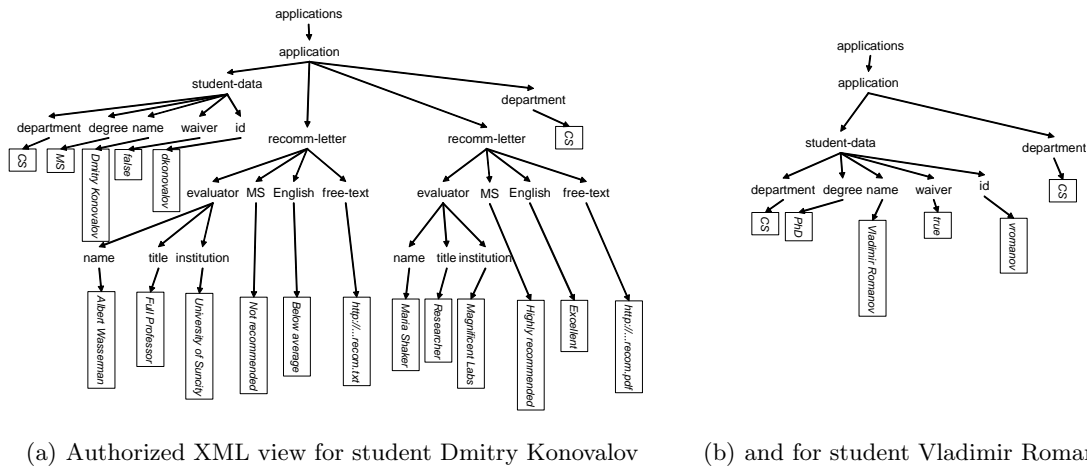 applications
application
student-data
department
department degree name waiver id
CS
CS MS Dmitry Konovalov false dkonovalov
recomm-letter recomm-letter
evaluator MS English free-text evaluator MS English free-text
name title institution name title institution
Albert Wasserman Full Professor University of Suncity Not recommended Below average http://...recom.txt Maria Shaker Researcher Magnificent Labs Highly recommended Excellent http://...recom.pdf
(a) Authorized XML view for student Dmitry Konovalov
applications
application
student-data department
department degree name waiver id CS
CS PhD Vladimir Romanov true vromanov
(b) and for student Vladimir